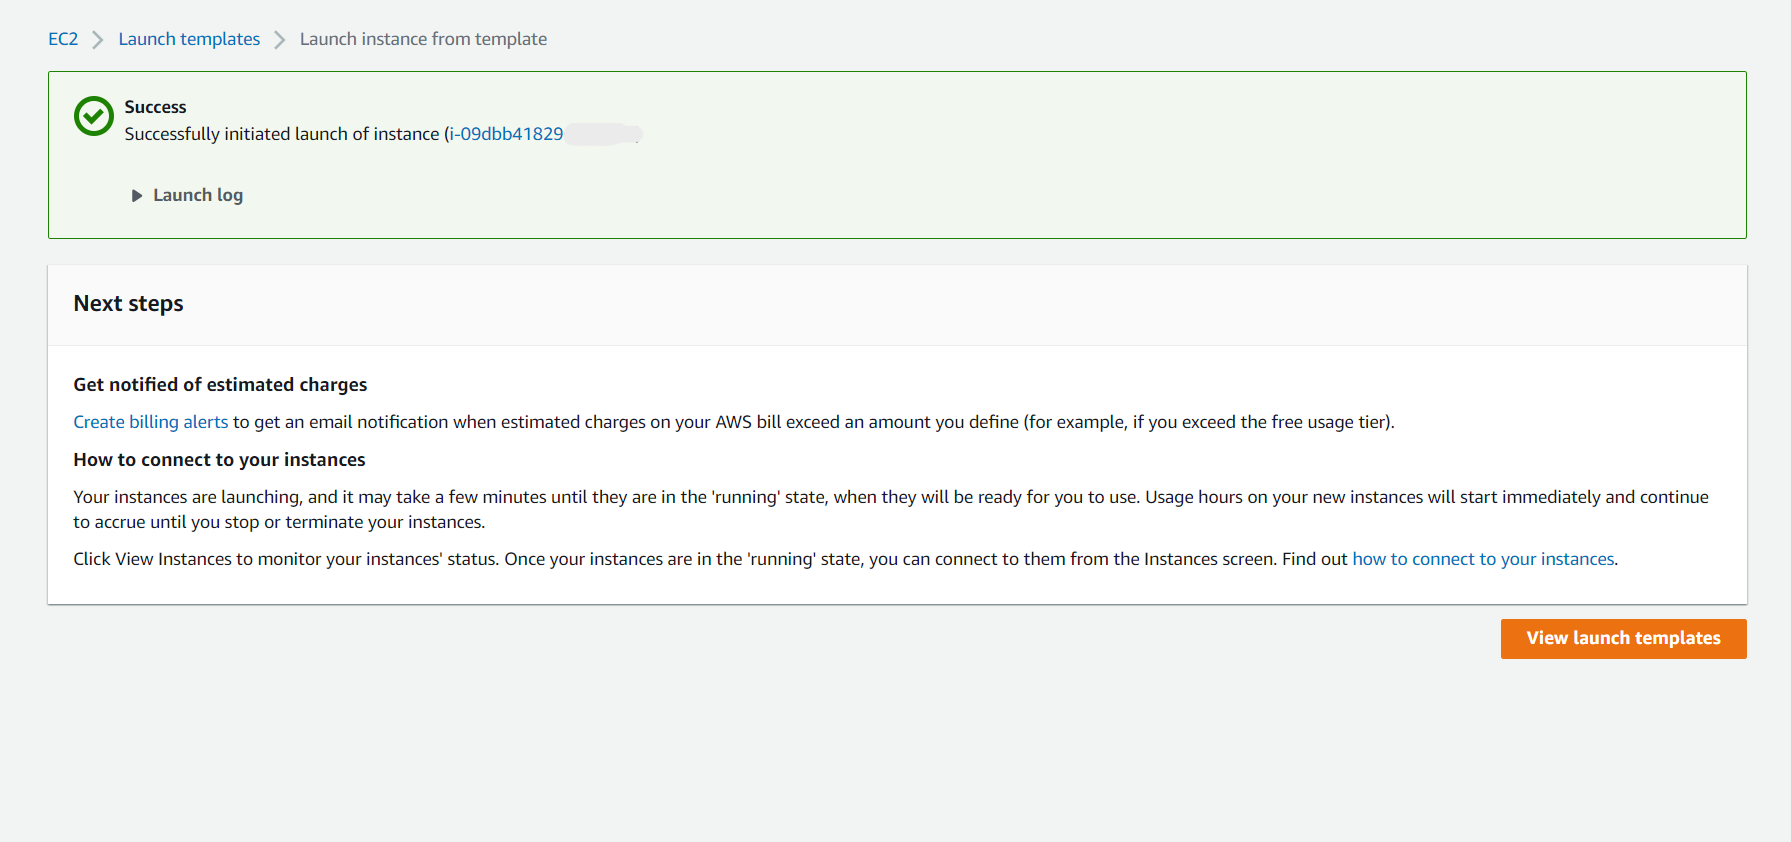 EC2 Launch templates Launch instance from template
Success
Successfully initiated launch of instance (i-09dbb41829
Launch log
Next steps
Get notified of estimated charges
Create billing alerts to get an email notification when estimated charges on your AWS bill exceed an amount you define (for example, if you exceed the free usage tier).
How to connect to your instances
Your instances are launching, and it may take a few minutes until they are in the 'running' state, when they will be ready for you to use. Usage hours on your new instances will start immediately and continue
to accrue until you stop or terminate your instances.
Click View Instances to monitor your instances' status. Once your instances are in the 'running' state, you can connect to them from the Instances screen. Find out how to connect to your instances.
View launch templates